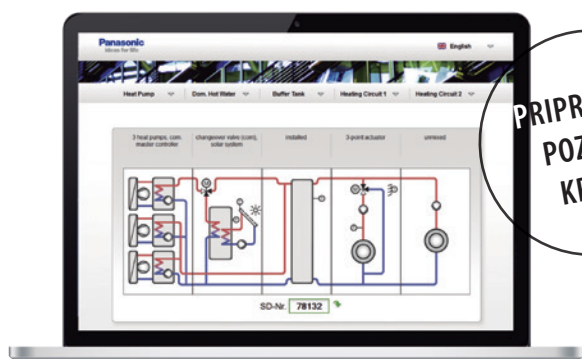 Panasonic
ideas for life
English
Heat Pump
Dom. Hot Water
Buffer Tank
Heating Circuit 1
Heating Circuit 2
3 heat pumps, com.
master controller
changeover valve (com),
solar system
installed
3-point actuator
unmixed
SD-Nr. 78132
PRIPR
POZ
KE